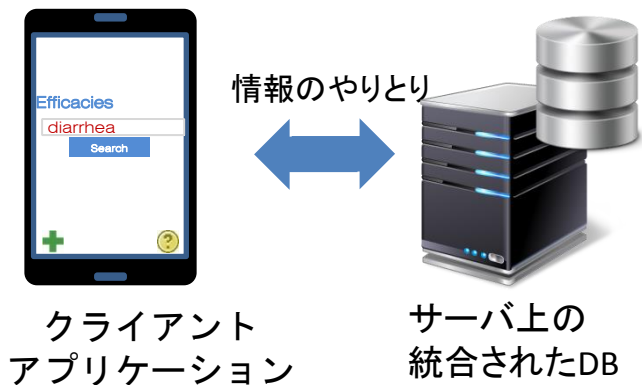 Efficacies
diarrhea
Search
?
情報のやりとり
クライアント
アプリケーション
サーバ上の
統合されたDB